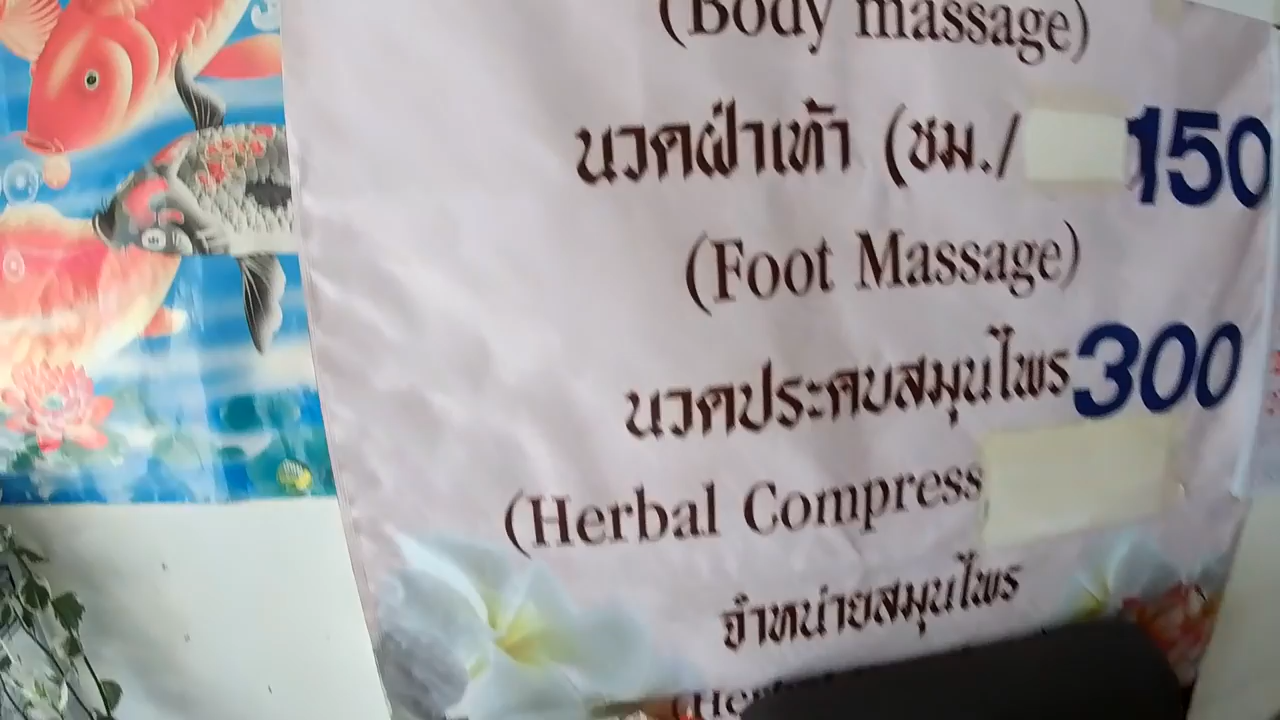 (Body massage)
นวดฝ่าเท้า (ชม./ 150
(Foot Massage)
นวดประคบสมุนไพร 300
(Herbal Compress
จำหน่ายสมุนไพร